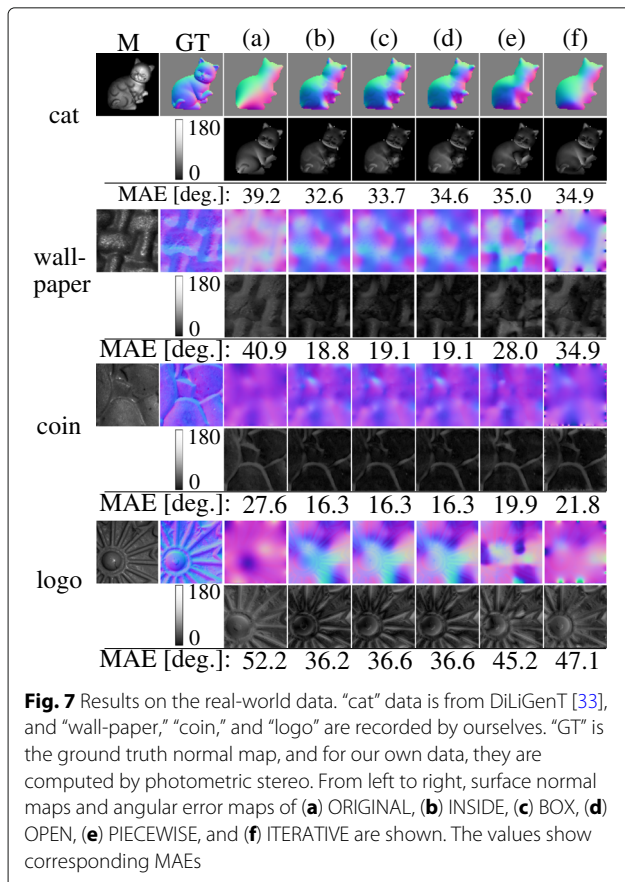 M GT (a) (b) (c) (d) (e) (f)
cat
180
0
MAE [deg.]: 39.2 32.6 33.7 34.6 35.0 34.9
wall-
paper
180
0
MAE [deg.]: 40.9 18.8 19.1 19.1 28.0 34.9
coin
180
0
MAE [deg.]: 27.6 16.3 16.3 16.3 19.9 21.8
logo
180
0
MAE [deg.]: 52.2 36.2 36.6 36.6 45.2 47.1
Fig. 7 Results on the real-world data. “cat” data is from DiLiGenT [33],
and “wall-paper,” “coin,” and “logo” are recorded by ourselves. “GT” is
the ground truth normal map, and for our own data, they are
computed by photometric stereo. From left to right, surface normal
maps and angular error maps of (a) ORIGINAL, (b) INSIDE, (c) BOX, (d)
OPEN, (e) PIECEWISE, and (f) ITERATIVE are shown. The values show
corresponding MAEs